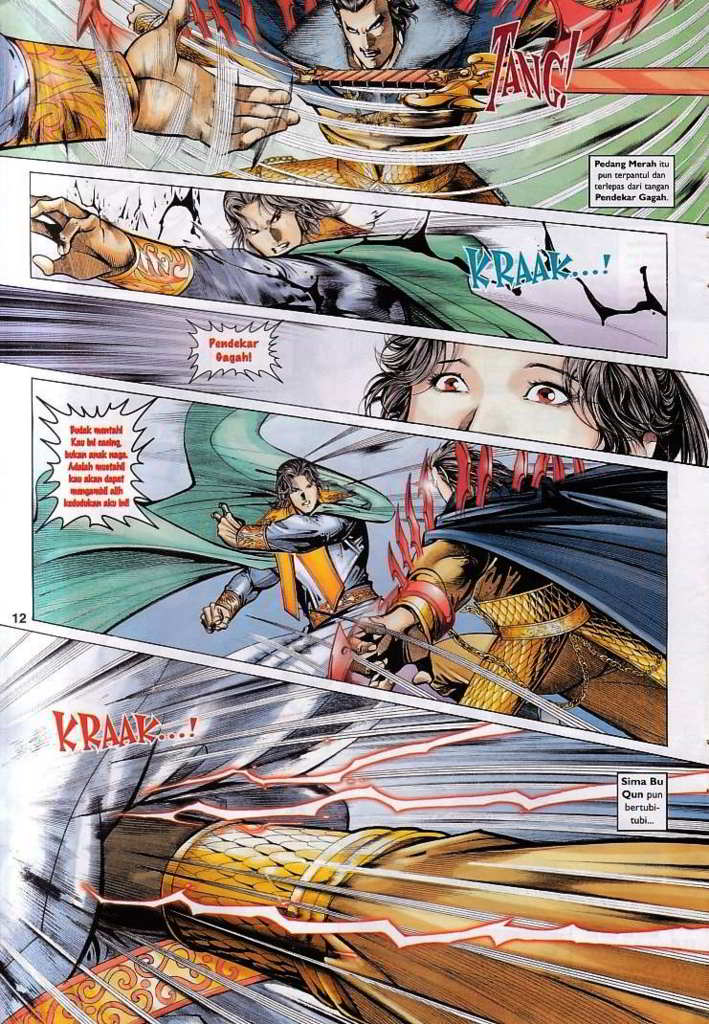 TANG!
Pedang Merah itu
pun terpantul dan
terlepas dari tangan
Pendekar Gagah.
KRAAK...!
Pendekar
Gagah!
Budak mentah!
Kau ini cacing,
bukan anak naga.
Adalah mustahil
kau akan dapat
mengambil alih
kedudukan aku ini!
12
KRAAK...!
Sima Bu
Qun pun
bertubi-
tubi...